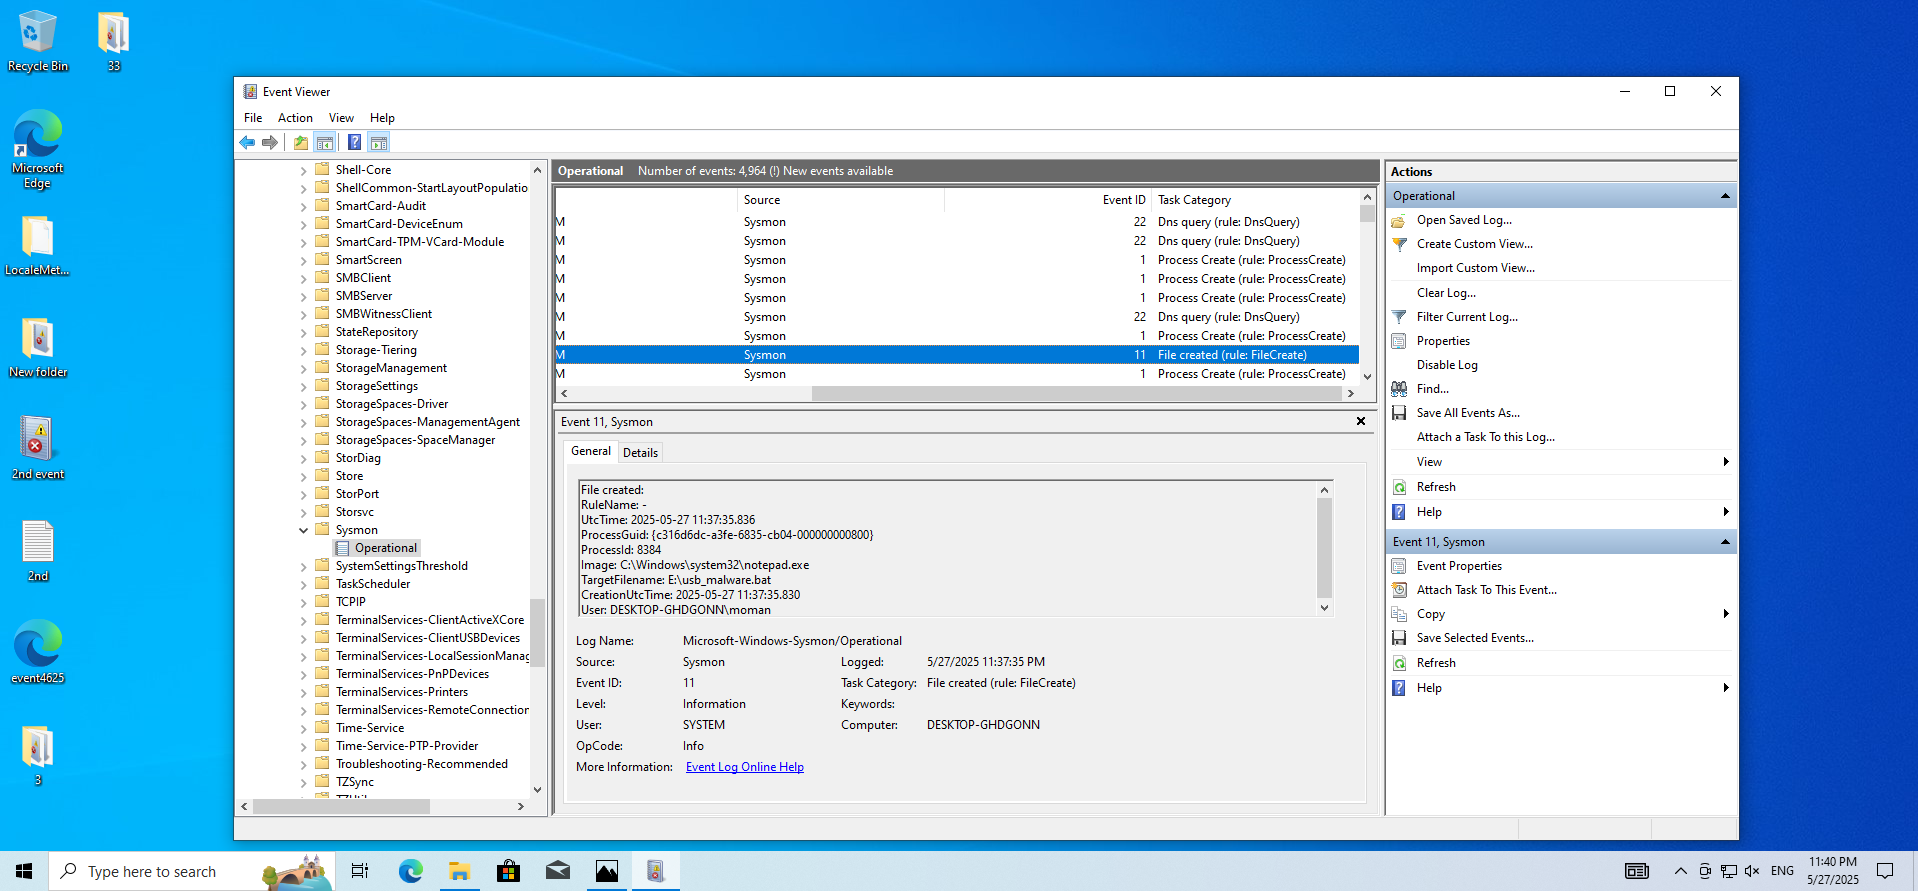 Recycle Bin
33
Microsoft
Edge
LocaleMet...
New folder
2nd event
2nd
event4625
3
Event Viewer
File Action View Help
Shell-Core
ShellCommon-StartLayoutPopulatio
SmartCard-Audit
SmartCard-DeviceEnum
SmartCard-TPM-VCard-Module
SmartScreen
SMBClient
SMBServer
SMBWitnessClient
StateRepository
Storage-Tiering
StorageManagement
StorageSettings
StorageSpaces-Driver
StorageSpaces-ManagementAgent
StorageSpaces-SpaceManager
StorDiag
Store
StorPort
Storsvc
Sysmon
Operational
SystemSettingsThreshold
TaskScheduler
TCPIP
TerminalServices-ClientActiveXCore
TerminalServices-ClientUSBDevices
TerminalServices-LocalSessionManag
TerminalServices-PnPDevices
TerminalServices-Printers
TerminalServices-RemoteConnection
Time-Service
Time-Service-PTP-Provider
Troubleshooting-Recommended
TZSync
Operational Number of events: 4,964 (!) New events available
Source Event ID Task Category
M Sysmon 22 Dns query (rule: DnsQuery)
M Sysmon 22 Dns query (rule: DnsQuery)
M Sysmon 1 Process Create (rule: ProcessCreate)
M Sysmon 1 Process Create (rule: ProcessCreate)
M Sysmon 1 Process Create (rule: ProcessCreate)
M Sysmon 22 Dns query (rule: DnsQuery)
M Sysmon 1 Process Create (rule: ProcessCreate)
M Sysmon 11 File created (rule: FileCreate)
M Sysmon 1 Process Create (rule: ProcessCreate)
Event 11, Sysmon
General Details
File created:
RuleName: -
UtcTime: 2025-05-27 11:37:35.836
ProcessGuid: {c316d6dc-a3fe-6835-cb04-000000000800}
ProcessId: 8384
Image: C:\Windows\system32\notepad.exe
TargetFilename: E:\usb_malware.bat
CreationUtcTime: 2025-05-27 11:37:35.830
User: DESKTOP-GHDGONN\moman
Log Name: Microsoft-Windows-Sysmon/Operational
Source: Sysmon Logged: 5/27/2025 11:37:35 PM
Event ID: 11 Task Category: File created (rule: FileCreate)
Level: Information Keywords:
User: SYSTEM Computer: DESKTOP-GHDGONN
OpCode: Info
More Information: Event Log Online Help
Actions
Operational
Open Saved Log...
Create Custom View...
Import Custom View...
Clear Log...
Filter Current Log...
Properties
Disable Log
Find...
Save All Events As...
Attach a Task To this Log...
View
Refresh
Help
Event 11, Sysmon
Event Properties
Attach Task To This Event...
Copy
Save Selected Events...
Refresh
Help
Type here to search
ENG
11:40 PM
5/27/2025